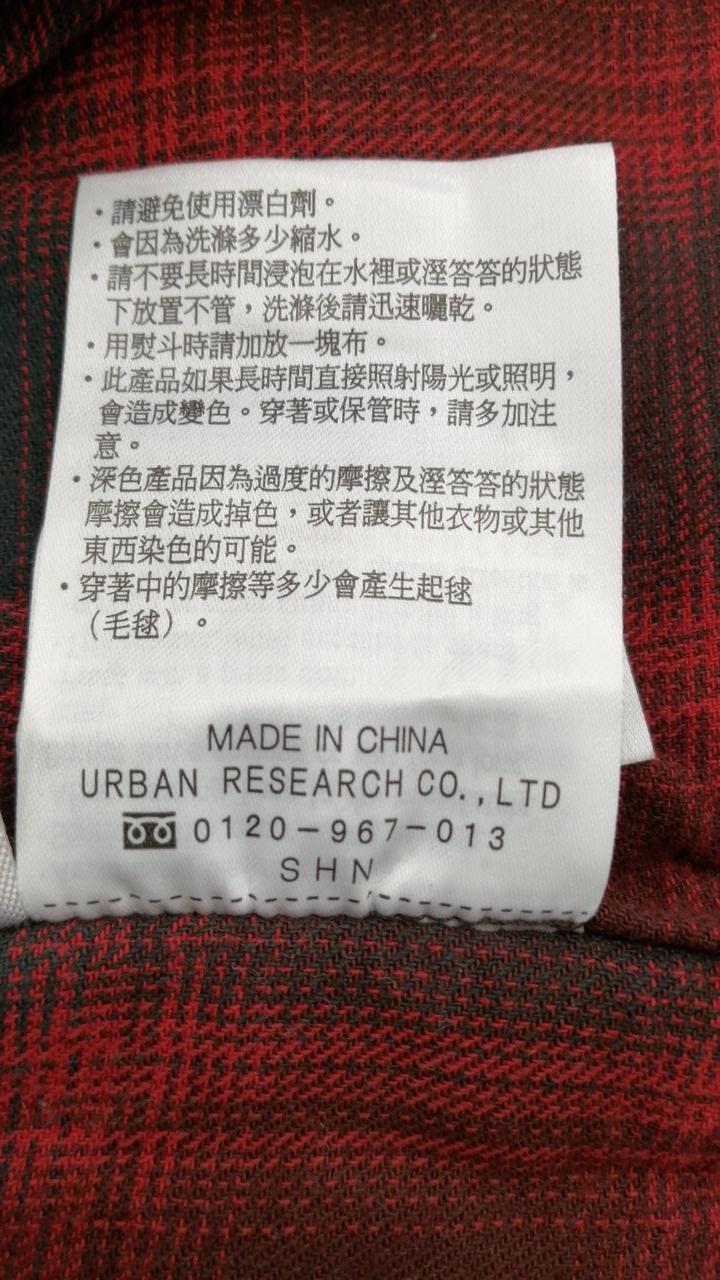 ・請避免使用漂白劑。
・會因為洗滌多少縮水。
・請不要長時間浸泡在水裡或溼答答的狀態
下放置不管，洗滌後請迅速曬乾。
・用熨斗時請加放一塊布。
・此產品如果長時間直接照射陽光或照明，
會造成變色。穿著或保管時，請多加注
意。
・深色產品因為過度的摩擦及溼答答的狀態
摩擦會造成掉色，或者讓其他衣物或其他
東西染色的可能。
・穿著中的摩擦等多少會產生起毬
（毛毬）。
MADE IN CHINA
URBAN RESEARCH CO.,LTD
0120-967-013
SHN